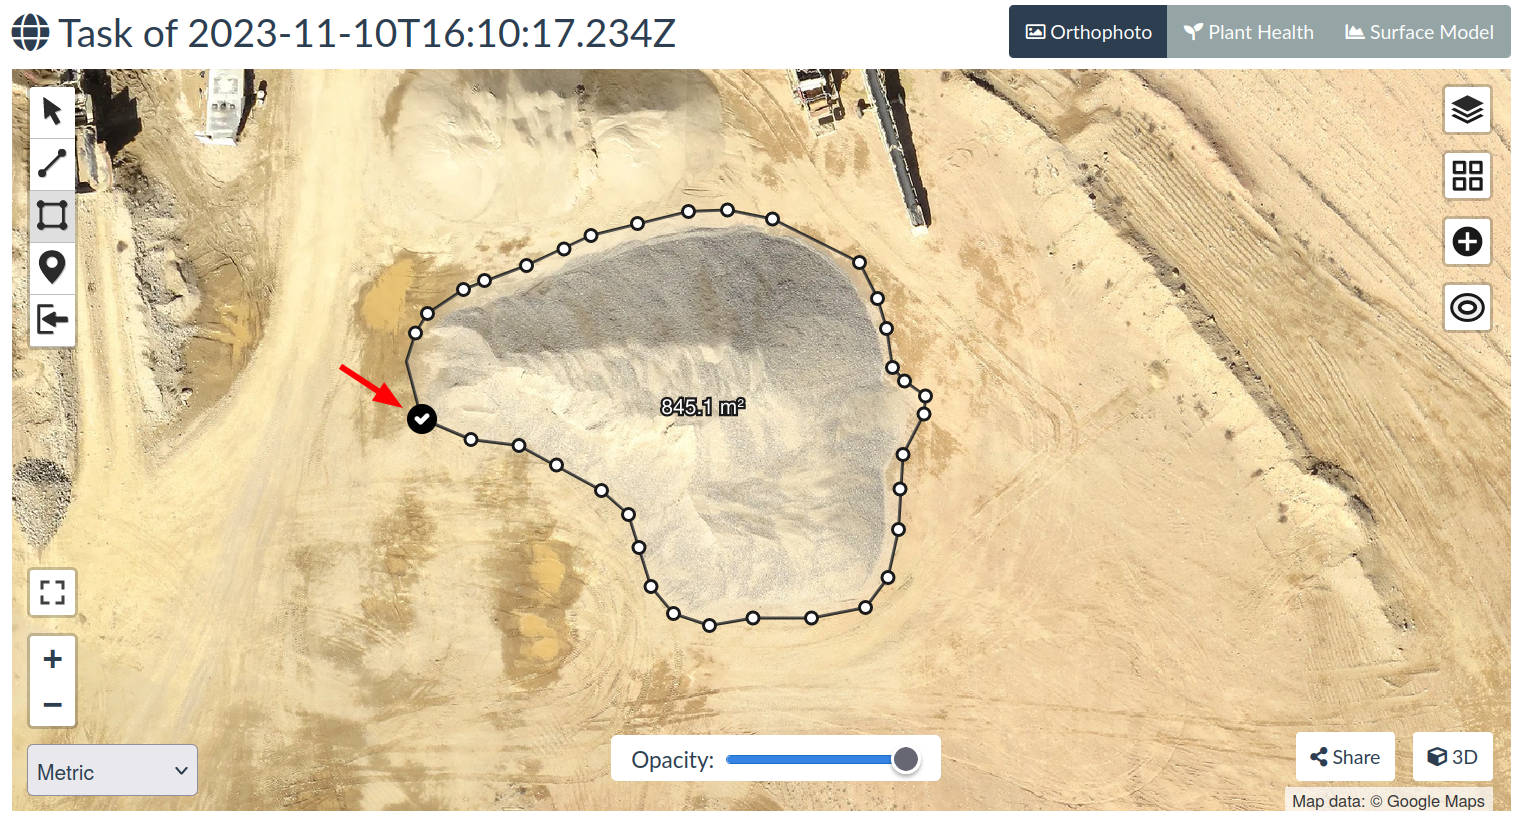 Task of 2023-11-10T16:10:17.234Z
Orthophoto
Plant Health
Surface Model
845.1 m²
+
−
Metric
Opacity:
Share
3D
Map data: © Google Maps